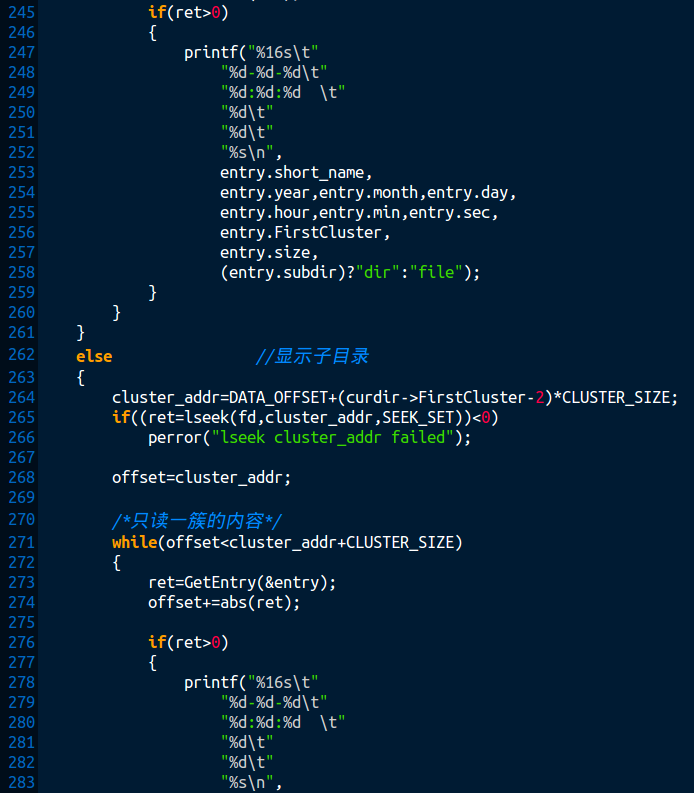 245            if(ret>0)
246            {
247                printf("%16s\t"
248                    "%d-%d-%d\t"
249                    "%d:%d:%d  \t"
250                    "%d\t"
251                    "%d\t"
252                    "%s\n",
253                    entry.short_name,
254                    entry.year,entry.month,entry.day,
255                    entry.hour,entry.min,entry.sec,
256                    entry.FirstCluster,
257                    entry.size,
258                    (entry.subdir)?"dir":"file");
259            }
260        }
261    }
262    else                //显示子目录
263    {
264        cluster_addr=DATA_OFFSET+(curdir->FirstCluster-2)*CLUSTER_SIZE;
265        if((ret=lseek(fd,cluster_addr,SEEK_SET))<0)
266            perror("lseek cluster_addr failed");
267
268        offset=cluster_addr;
269
270        /*只读一簇的内容*/
271        while(offset<cluster_addr+CLUSTER_SIZE)
272        {
273            ret=GetEntry(&entry);
274            offset+=abs(ret);
275
276            if(ret>0)
277            {
278                printf("%16s\t"
279                    "%d-%d-%d\t"
280                    "%d:%d:%d  \t"
281                    "%d\t"
282                    "%d\t"
283                    "%s\n",